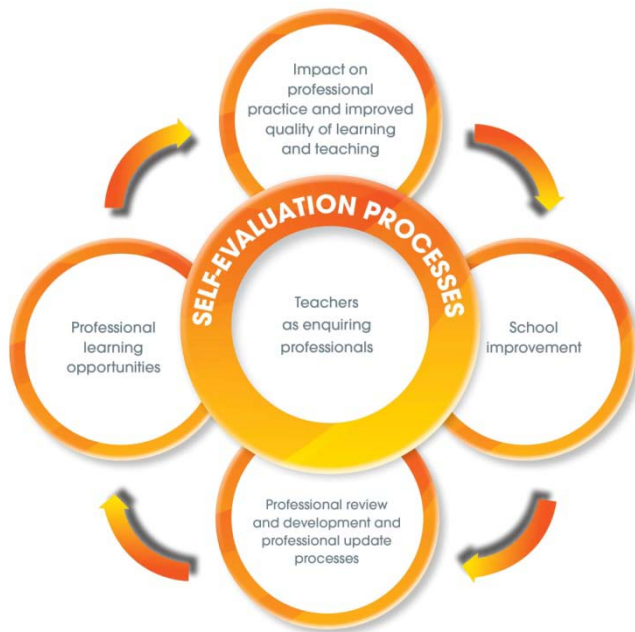 Impact on
professional
practice and improved
quality of learning
and teaching
SELF-EVALUATION PROCESSES
Professional
learning
opportunities
Teachers
as enquiring
professionals
School
improvement
Professional review
and development and
professional update
processes